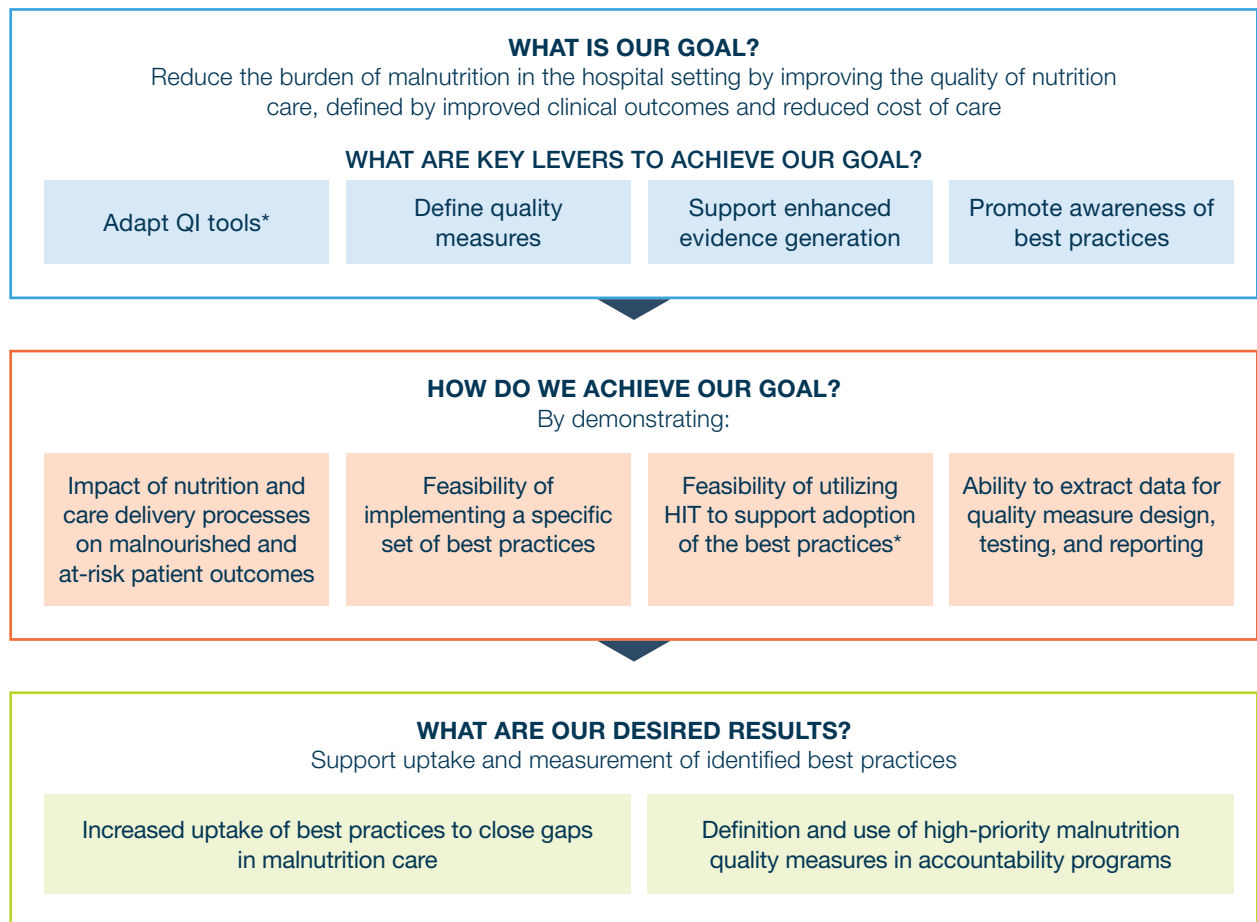 WHAT IS OUR GOAL?
Reduce the burden of malnutrition in the hospital setting by improving the quality of nutrition
care, defined by improved clinical outcomes and reduced cost of care
WHAT ARE KEY LEVERS TO ACHIEVE OUR GOAL?
Adapt QI tools*
Define quality
measures
Support enhanced
evidence generation
Promote awareness of
best practices
HOW DO WE ACHIEVE OUR GOAL?
By demonstrating:
Impact of nutrition and
care delivery processes
on malnourished and
at-risk patient outcomes
Feasibility of
implementing a specific
set of best practices
Feasibility of utilizing
HIT to support adoption
of the best practices*
Ability to extract data for
quality measure design,
testing, and reporting
WHAT ARE OUR DESIRED RESULTS?
Support uptake and measurement of identified best practices
Increased uptake of best practices to close gaps
in malnutrition care
Definition and use of high-priority malnutrition
quality measures in accountability programs